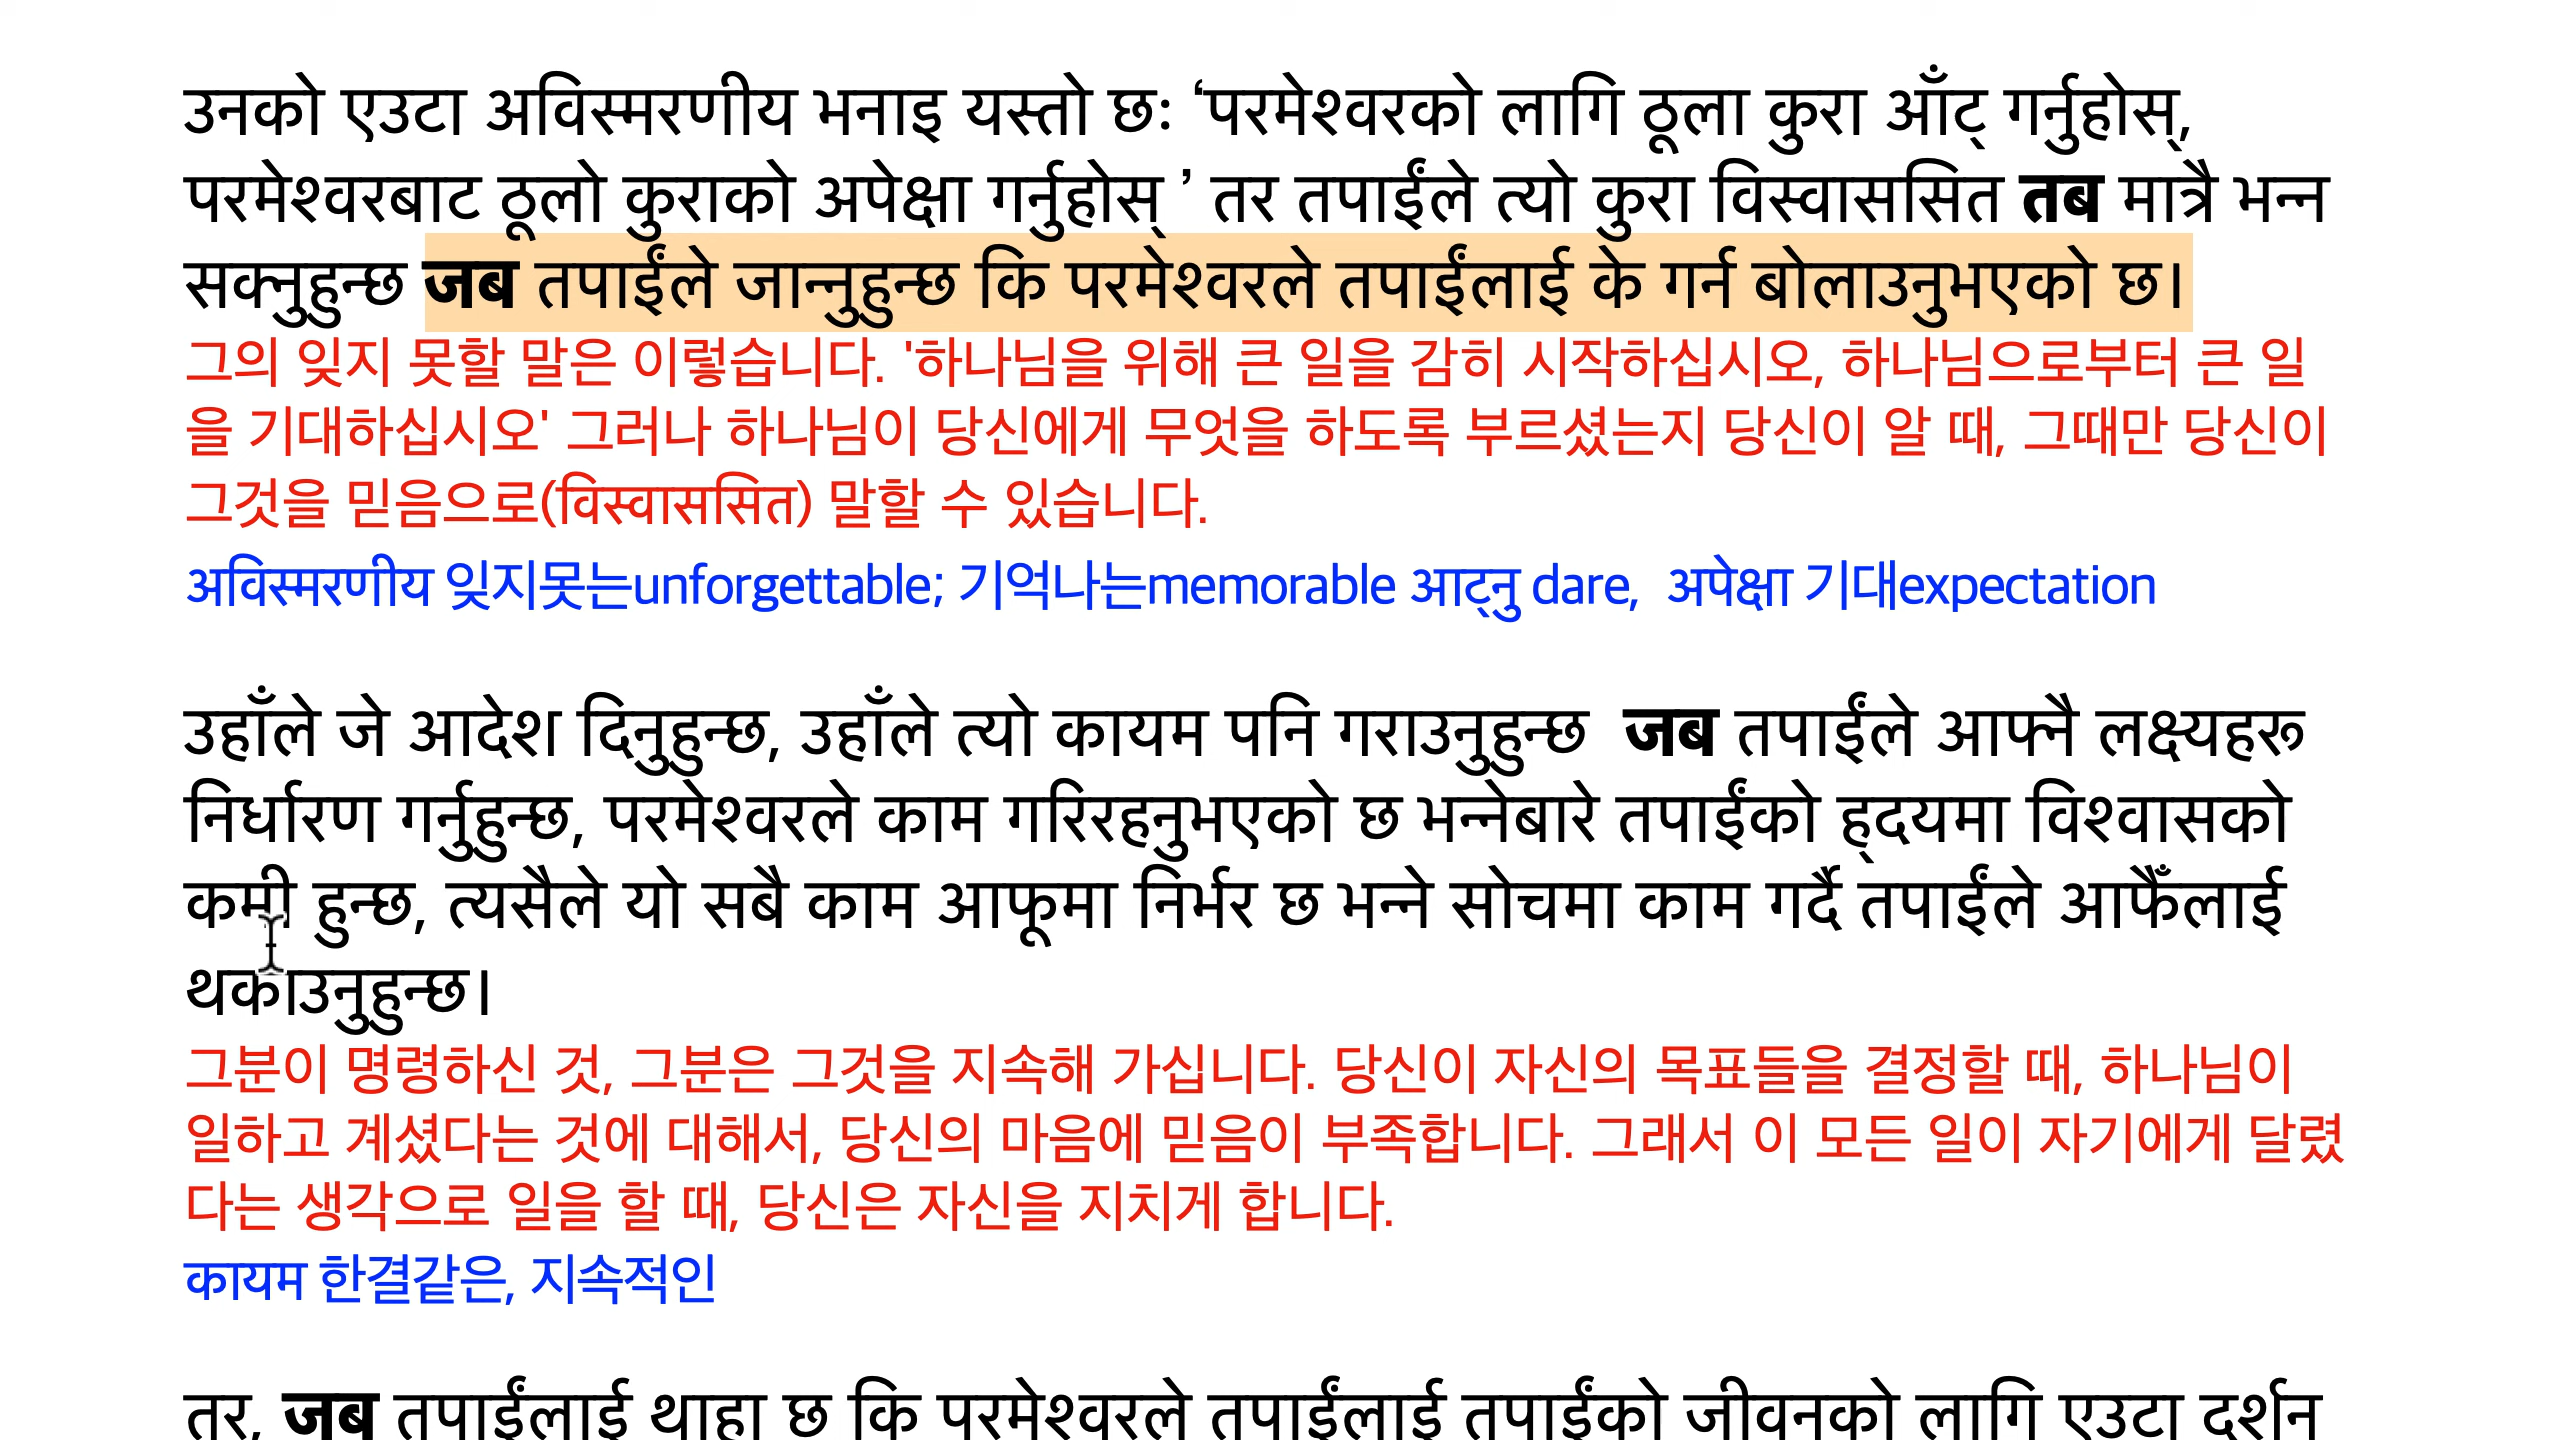 उनको एउटा अविस्मरणीय भनाइ यस्तो छः ‘परमेश्वरको लागि ठूला कुरा आँट् गर्नुहोस्,
परमेश्वरबाट ठूलो कुराको अपेक्षा गर्नुहोस् ’ तर तपाईंले त्यो कुरा विस्वाससित तब मात्रै भन्न
सक्नुहुन्छ जब तपाईंले जान्नुहुन्छ कि परमेश्वरले तपाईंलाई के गर्न बोलाउनुभएको छ।
그의 잊지 못할 말은 이렇습니다. '하나님을 위해 큰 일을 감히 시작하십시오, 하나님으로부터 큰 일
을 기대하십시오' 그러나 하나님이 당신에게 무엇을 하도록 부르셨는지 당신이 알 때, 그때만 당신이
그것을 믿음으로(विस्वाससित) 말할 수 있습니다.
अविस्मरणीय 잊지못는unforgettable; 기억나는memorable आट्नु dare,  अपेक्षा 기대expectation
उहाँले जे आदेश दिनुहुन्छ, उहाँले त्यो कायम पनि गराउनुहुन्छ  जब तपाईंले आफ्नै लक्ष्यहरू
निर्धारण गर्नुहुन्छ, परमेश्वरले काम गरिरहनुभएको छ भन्नेबारे तपाईंको हृदयमा विश्वासको
कमी हुन्छ, त्यसैले यो सबै काम आफूमा निर्भर छ भन्ने सोचमा काम गर्दै तपाईंले आफैँलाई
थकाउनुहुन्छ।
그분이 명령하신 것, 그분은 그것을 지속해 가십니다. 당신이 자신의 목표들을 결정할 때, 하나님이
일하고 계셨다는 것에 대해서, 당신의 마음에 믿음이 부족합니다. 그래서 이 모든 일이 자기에게 달렸
다는 생각으로 일을 할 때, 당신은 자신을 지치게 합니다.
कायम 한결같은, 지속적인
तर, जब तपाईंलाई थाहा छ कि परमेश्वरले तपाईंलाई तपाईंको जीवनको लागि एउटा दर्शन